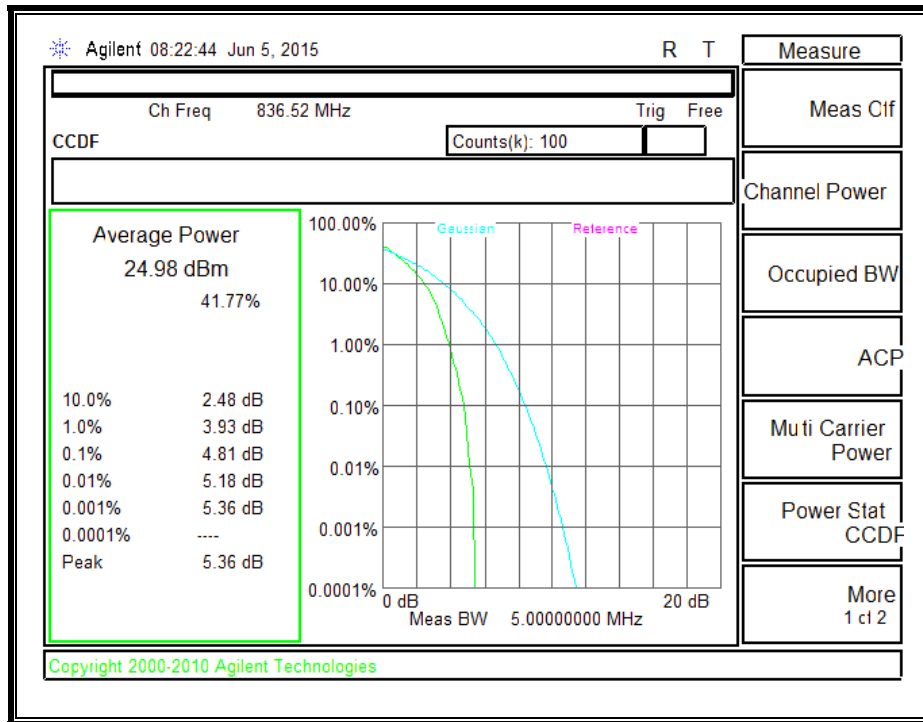 Agilent 08:22:44 Jun 5, 2015 R T
Ch Freq 836.52 MHz Trig Free
CCDF Counts(k): 100
Average Power
24.98 dBm
41.77%
10.0% 2.48 dB
1.0% 3.93 dB
0.1% 4.81 dB
0.01% 5.18 dB
0.001% 5.36 dB
0.0001% ----
Peak 5.36 dB
Gaussian Reference
100.00%
10.00%
1.00%
0.10%
0.01%
0.001%
0.0001%
0 dB 20 dB
Meas BW 5.00000000 MHz
Measure
Meas Off
Channel Power
Occupied BW
ACP
Multi Carrier
Power
Power Stat
CCDF
More
1 of 2
Copyright 2000-2010 Agilent Technologies